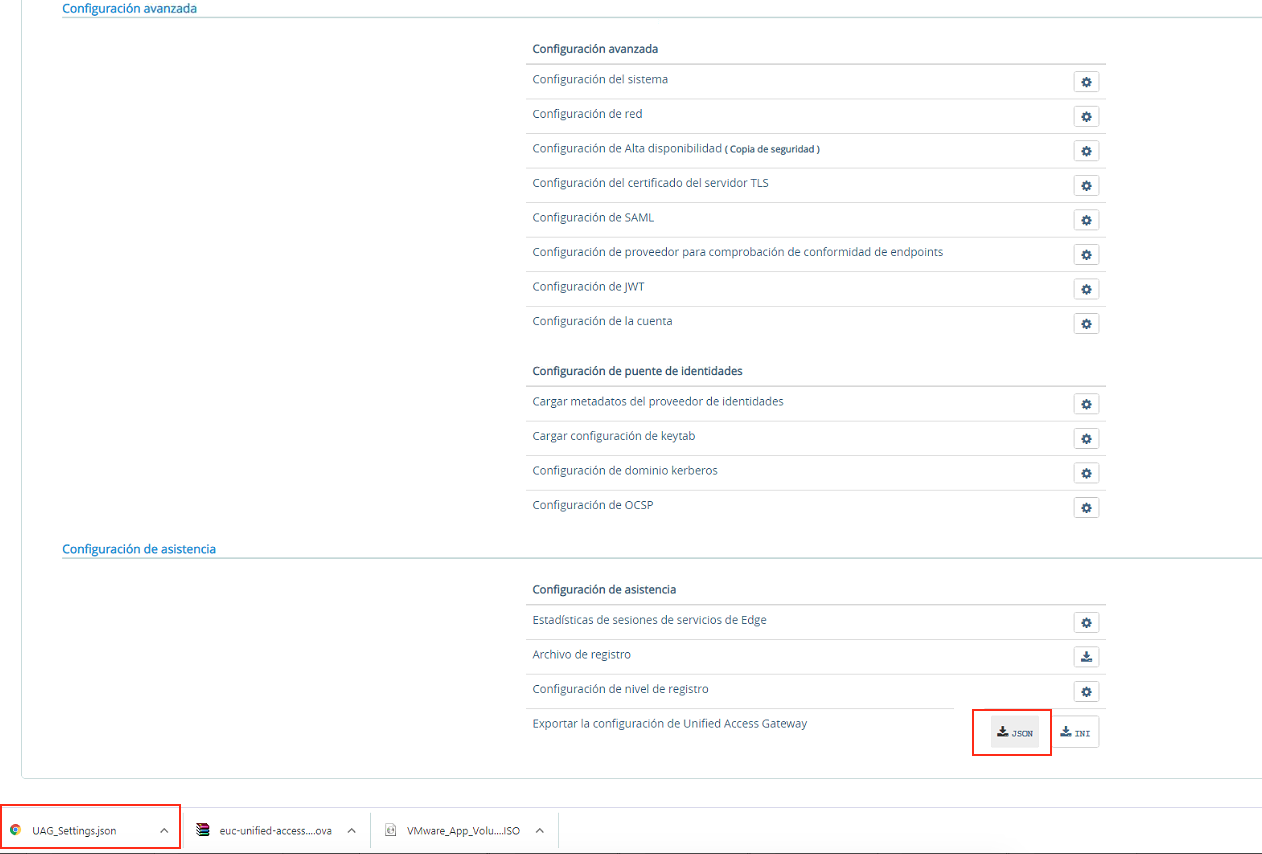 Configuración avanzada
Configuración avanzada
Configuración del sistema
Configuración de red
Configuración de Alta disponibilidad ( Copia de seguridad )
Configuración del certificado del servidor TLS
Configuración de SAML
Configuración de proveedor para comprobación de conformidad de endpoints
Configuración de JWT
Configuración de la cuenta
Configuración de puente de identidades
Cargar metadatos del proveedor de identidades
Cargar configuración de keytab
Configuración de dominio kerberos
Configuración de OCSP
Configuración de asistencia
Configuración de asistencia
Estadísticas de sesiones de servicios de Edge
Archivo de registro
Configuración de nivel de registro
Exportar la configuración de Unified Access Gateway JSON INI
UAG_Settings.json euc-unified-access....ova VMware_App_Volu....ISO